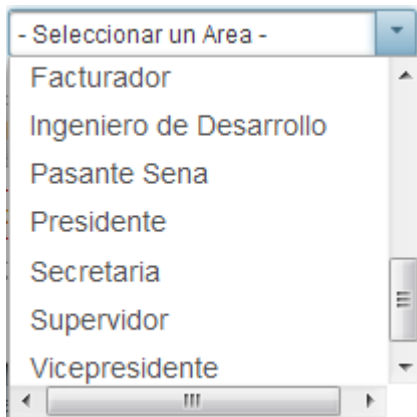 - Seleccionar un Area -
Facturador
Ingeniero de Desarrollo
Pasante Sena
Presidente
Secretaria
Supervidor
Vicepresidente